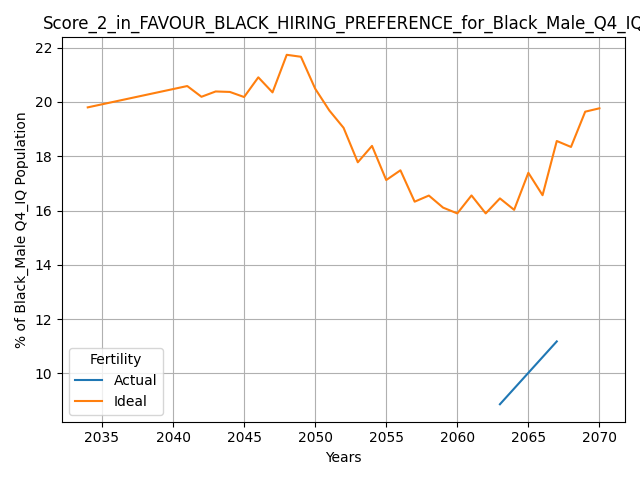 Score_2_in_FAVOUR_BLACK_HIRING_PREFERENCE_for_Black_Male_Q4_IQ
% of Black_Male Q4_IQ Population
22
20
18
16
14
12
10
Fertility
Actual
Ideal
2035 2040 2045 2050 2055 2060 2065 2070
Years